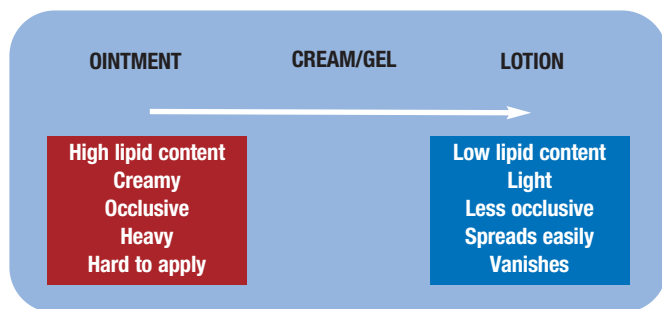 OINTMENT CREAM/GEL LOTION
High lipid content
Creamy
Occlusive
Heavy
Hard to apply
Low lipid content
Light
Less occlusive
Spreads easily
Vanishes